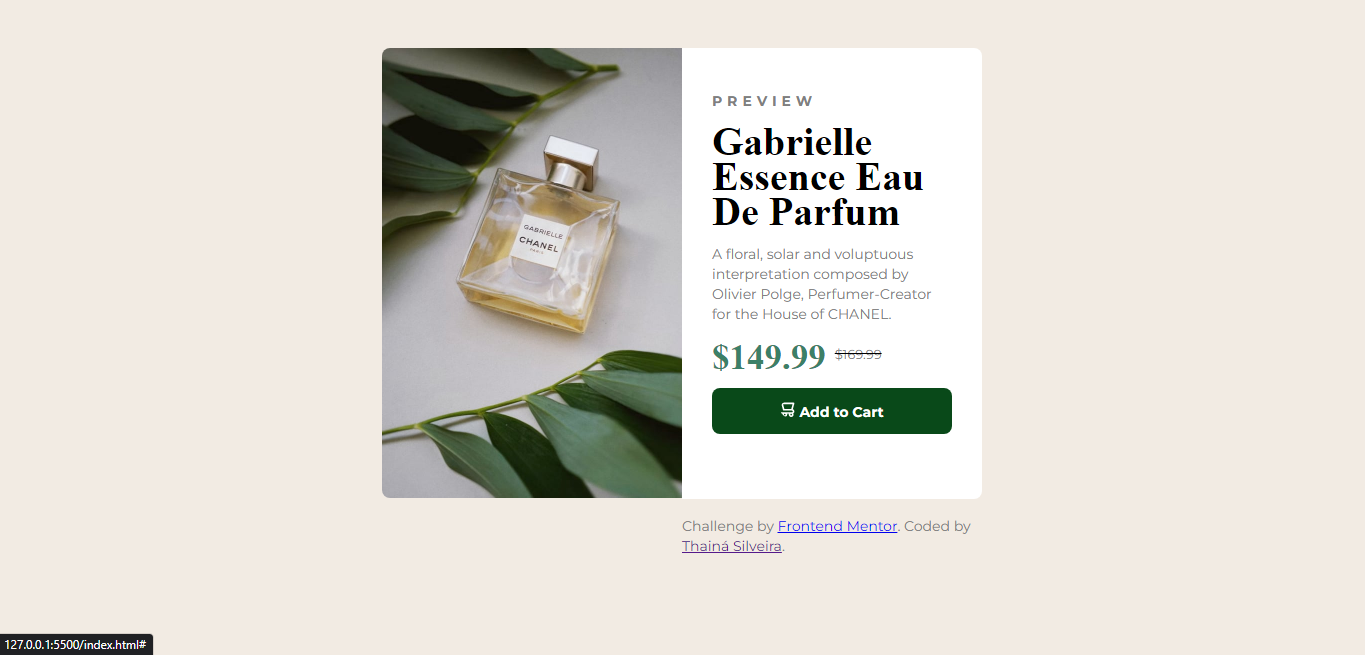 GABRIELLE
CHANEL
PARIS
PREVIEW
Gabrielle
Essence Eau
De Parfum
A floral, solar and voluptuous
interpretation composed by
Olivier Polge, Perfumer-Creator
for the House of CHANEL.
$149.99 $169.99
Add to Cart
Challenge by Frontend Mentor. Coded by
Thainá Silveira.
127.0.0.1:5500/index.html#